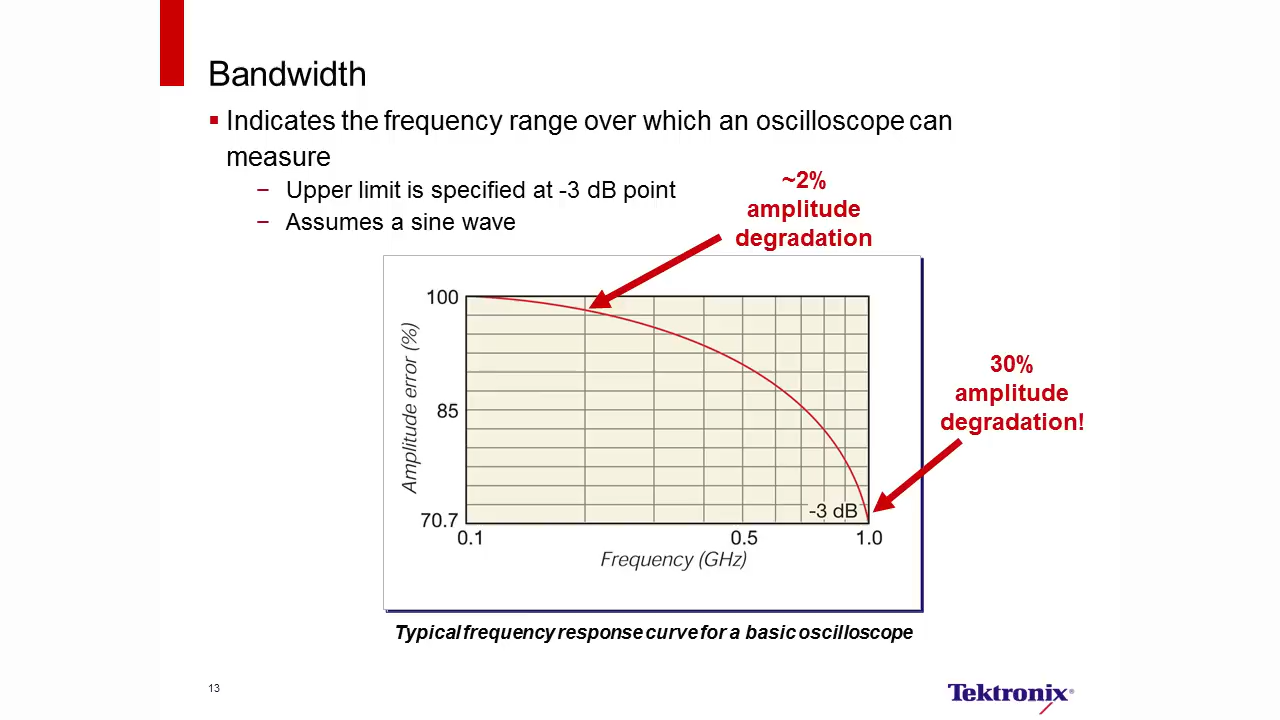 Bandwidth
▪ Indicates the frequency range over which an oscilloscope can
measure
− Upper limit is specified at -3 dB point
− Assumes a sine wave
~2%
amplitude
degradation
30%
amplitude
degradation!
100
85
70.7
Amplitude error (%)
-3 dB
0.1
0.5
1.0
Frequency (GHz)
Typical frequency response curve for a basic oscilloscope
13
Tektronix®